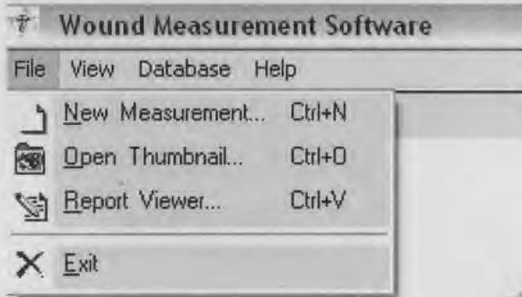 Wound Measurement Software
File View Database Help
New Measurement... Ctrl+N
Open Thumbnail... Ctrl+O
Report Viewer... Ctrl+V
Exit